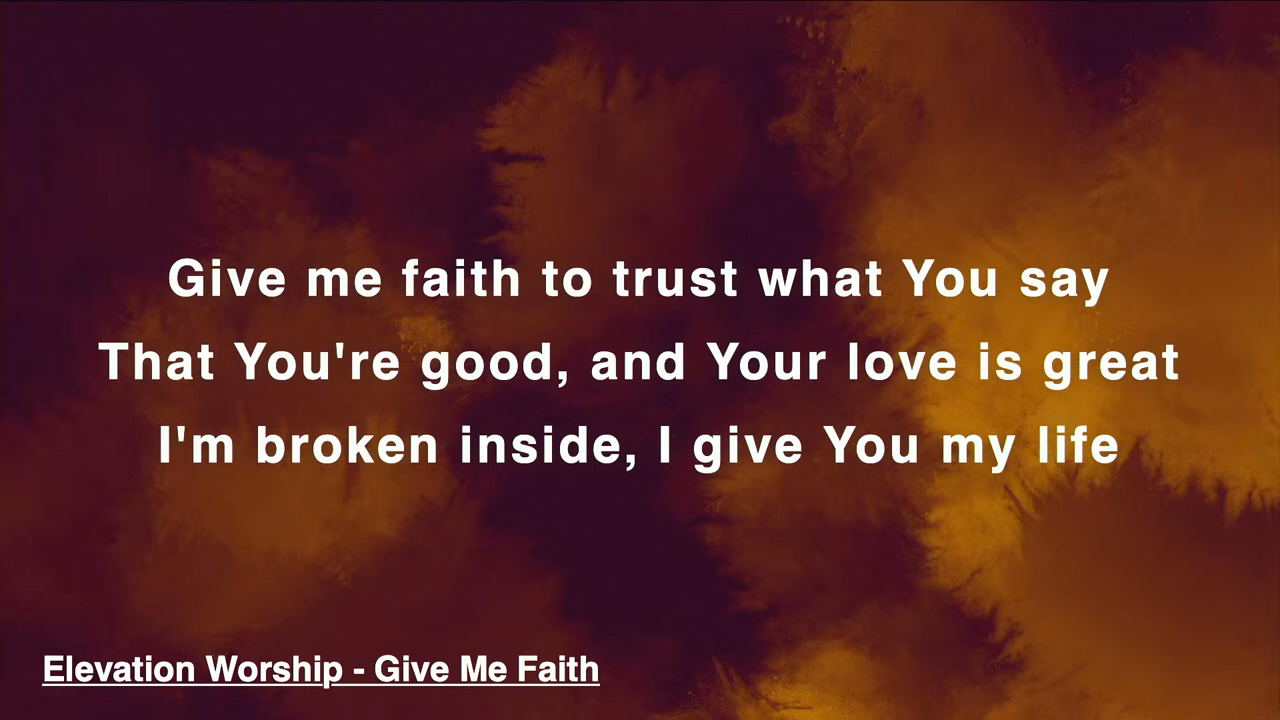 Give me faith to trust what You say
That You're good, and Your love is great
I'm broken inside, I give You my life
Elevation Worship - Give Me Faith